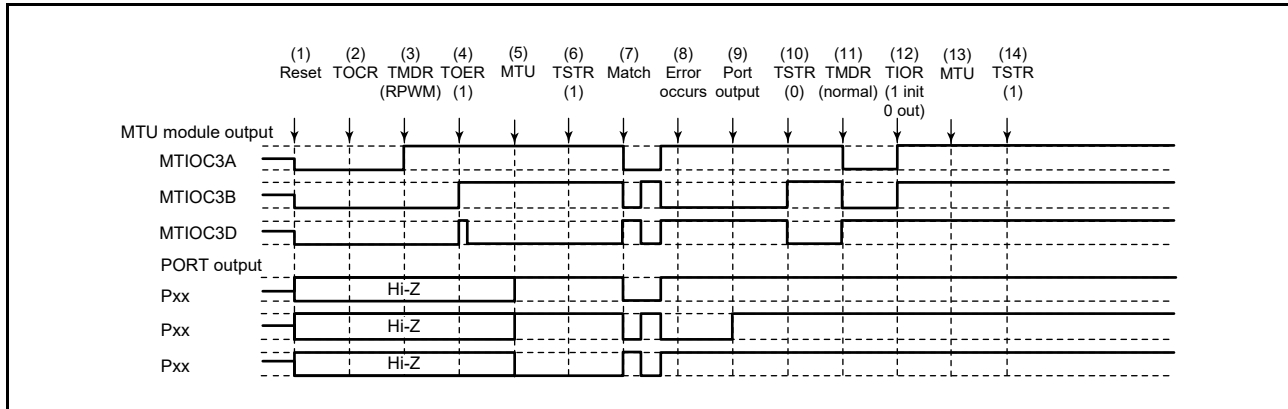 (1) (2) (3) (4) (5) (6) (7) (8) (9) (10) (11) (12) (13) (14)
Reset TOCR TMDR TOER MTU TSTR Match Error Port TSTR TMDR TIOR MTU TSTR
(RPWM) (1) (1) occurs output (0) (normal) (1 init (1)
0 out)
MTU module output
MTIOC3A
MTIOC3B
MTIOC3D
PORT output
Pxx Hi-Z
Pxx Hi-Z
Pxx Hi-Z